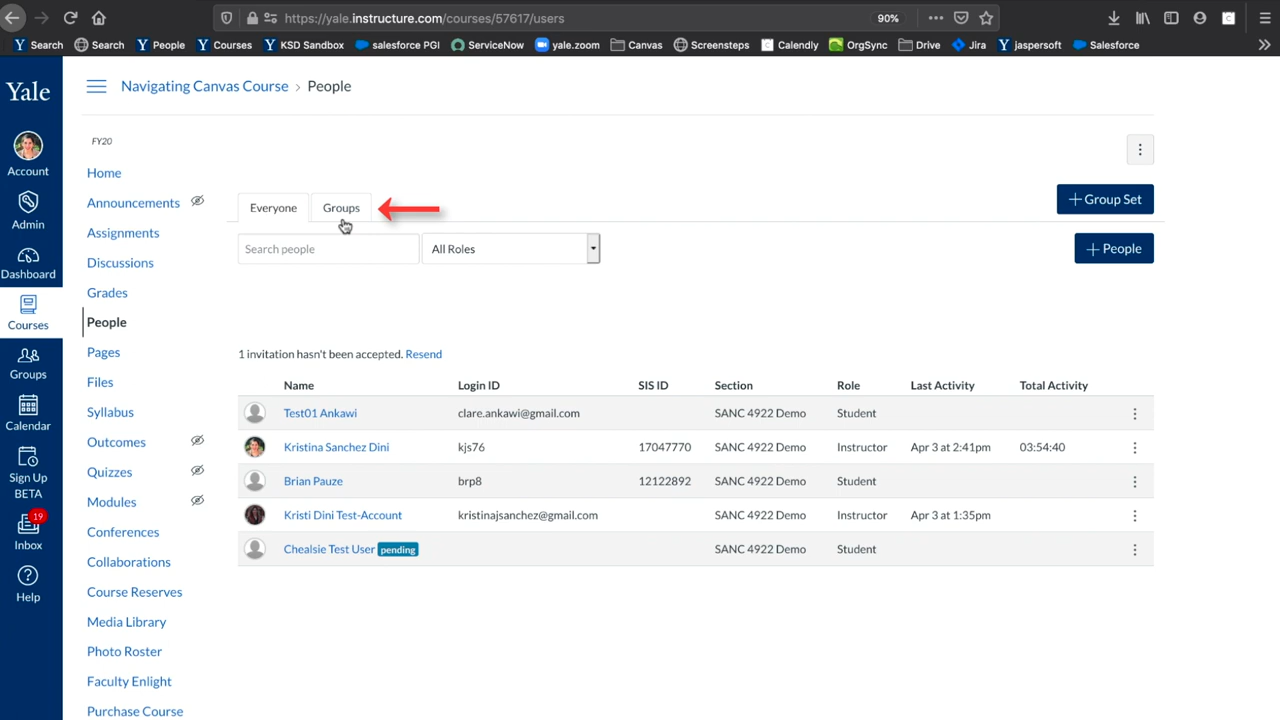 https://yale.instructure.com/courses/57617/users
90%
Search
Search
People
Courses
KSD Sandbox
salesforce PGI
ServiceNow
yale.zoom
Canvas
Screensteps
Calendly
OrgSync
Drive
Jira
jaspersoft
Salesforce
Yale
Account
Admin
Dashboard
Courses
Groups
Calendar
Sign Up
BETA
19
Inbox
Help
Navigating Canvas Course › People
FY20
Home
Announcements
Assignments
Discussions
Grades
People
Pages
Files
Syllabus
Outcomes
Quizzes
Modules
Conferences
Collaborations
Course Reserves
Media Library
Photo Roster
Faculty Enlight
Purchase Course
Everyone
Groups
+ Group Set
Search people
All Roles
+ People
1 invitation hasn't been accepted. Resend
Name Login ID SIS ID Section Role Last Activity Total Activity
Test01 Ankawi clare.ankawi@gmail.com SANC 4922 Demo Student
Kristina Sanchez Dini kjs76 17047770 SANC 4922 Demo Instructor Apr 3 at 2:41pm 03:54:40
Brian Pauze brp8 12122892 SANC 4922 Demo Student
Kristi Dini Test-Account kristinajsanchez@gmail.com SANC 4922 Demo Instructor Apr 3 at 1:35pm
Chealsie Test User pending SANC 4922 Demo Student